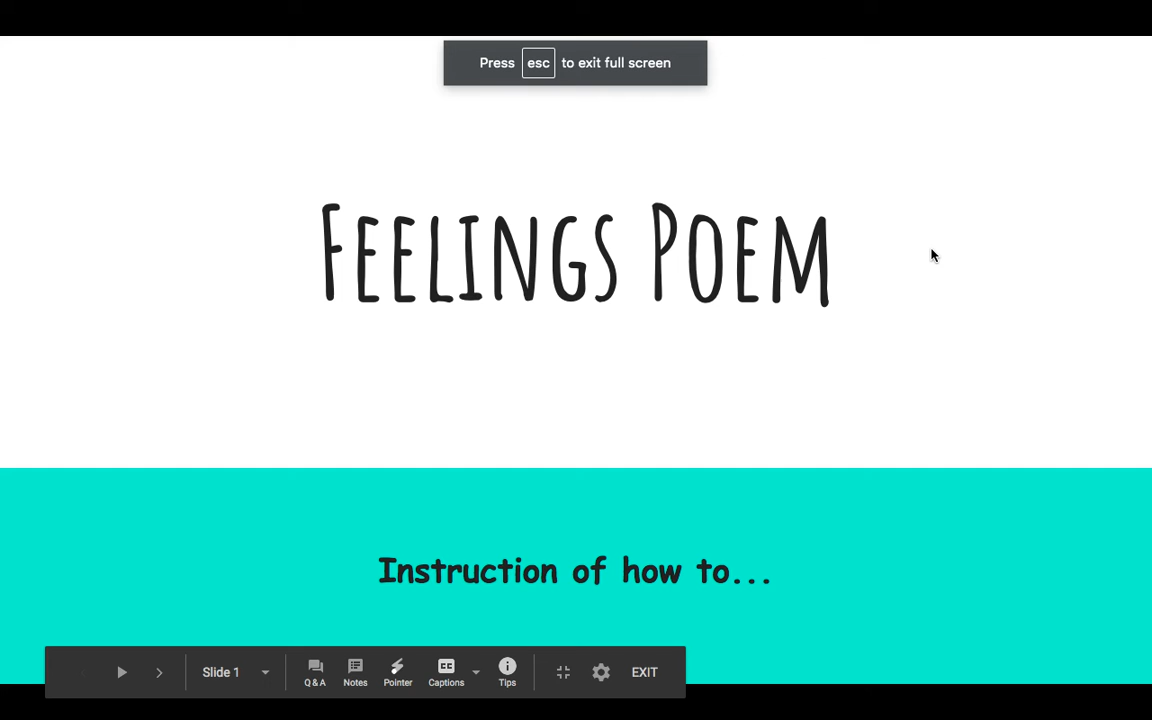 Press esc to exit full screen
Feelings Poem
Instruction of how to...
Slide 1
Q & A
Notes
Pointer
CC
Captions
Tips
EXIT